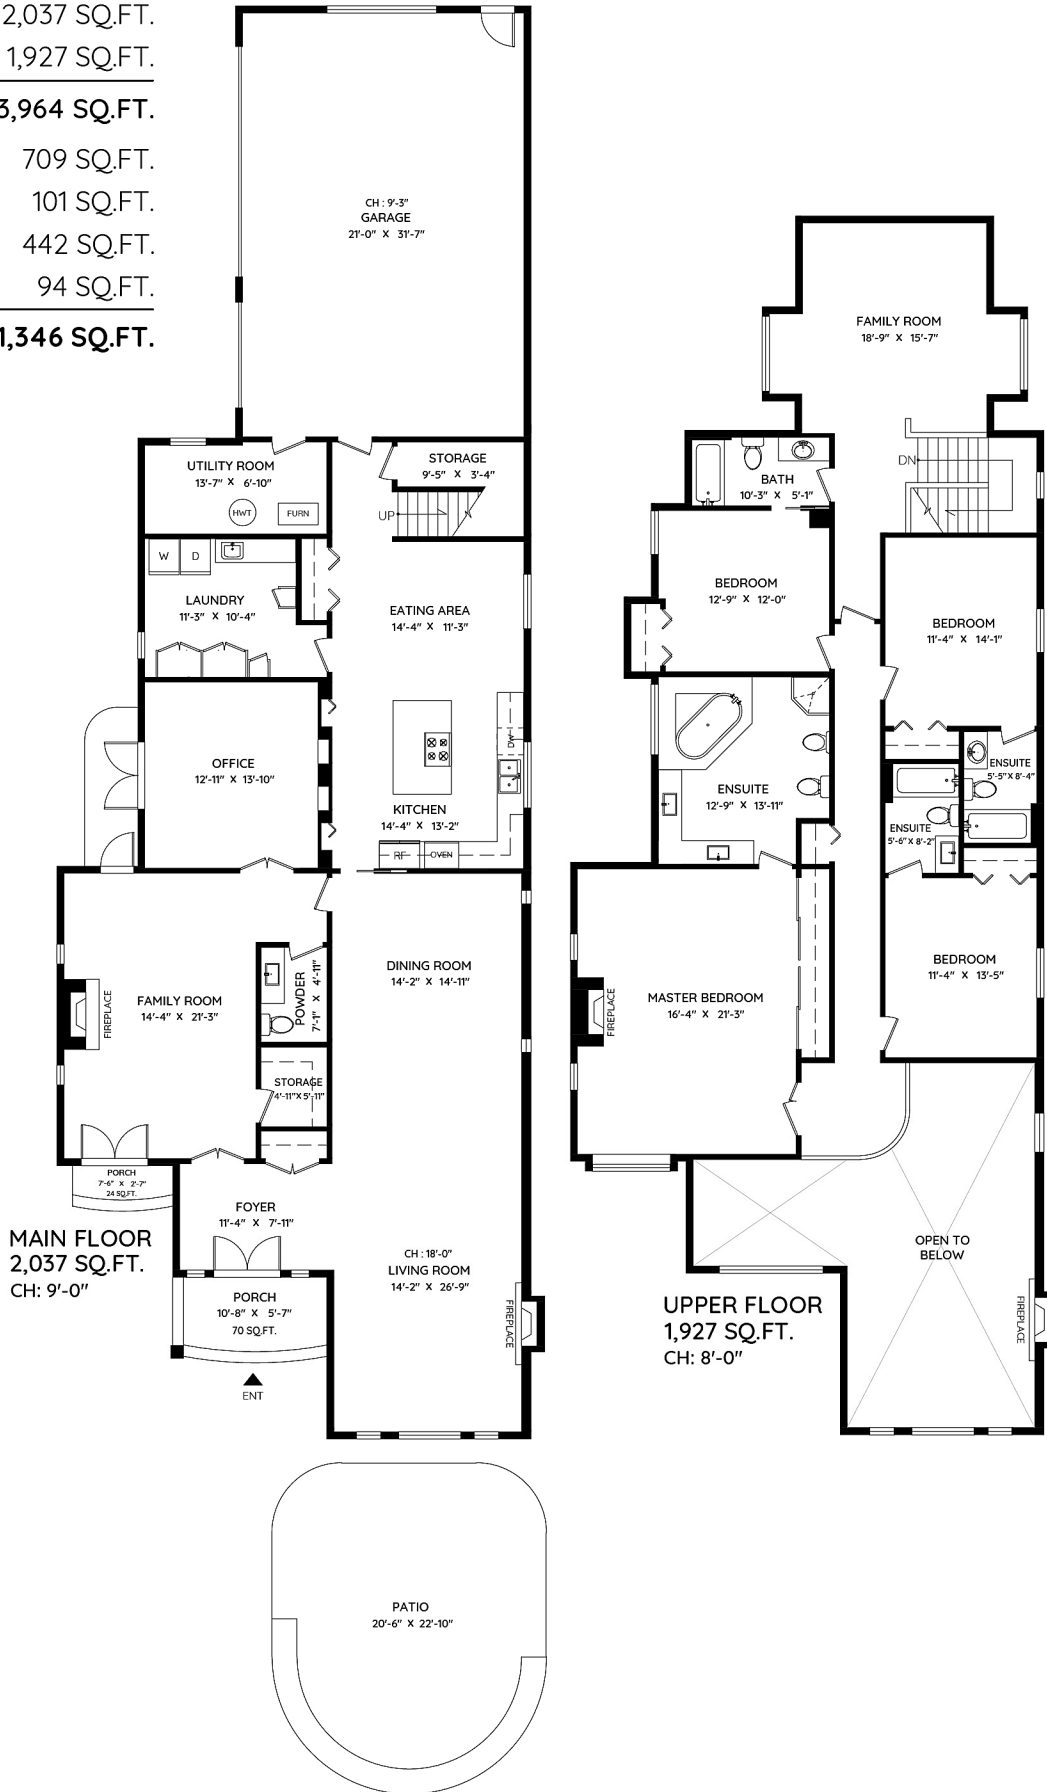 2,037 SQ.FT.
1,927 SQ.FT.
3,964 SQ.FT.
709 SQ.FT.
101 SQ.FT.
442 SQ.FT.
94 SQ.FT.
1,346 SQ.FT.
CH : 9'-3"
GARAGE
21'-0" X 31'-7"
UTILITY ROOM
13'-7" X 6'-10"
HWT
FURN
STORAGE
9'-5" X 3'-4"
UP
W
D
LAUNDRY
11'-3" X 10'-4"
EATING AREA
14'-4" X 11'-3"
OFFICE
12'-11" X 13'-10"
DW
KITCHEN
14'-4" X 13'-2"
RF
OVEN
FAMILY ROOM
14'-4" X 21'-3"
FIREPLACE
POWDER
7'-1" X 4'-11"
DINING ROOM
14'-2" X 14'-11"
STORAGE
4'-11" X 5'-11"
PORCH
7'-6" X 2'-7"
24 SQ.FT.
FOYER
11'-4" X 7'-11"
MAIN FLOOR
2,037 SQ.FT.
CH: 9'-0"
CH : 18'-0"
LIVING ROOM
14'-2" X 26'-9"
FIREPLACE
PORCH
10'-8" X 5'-7"
70 SQ.FT.
ENT
PATIO
20'-6" X 22'-10"
FAMILY ROOM
18'-9" X 15'-7"
DN
BATH
10'-3" X 5'-1"
BEDROOM
12'-9" X 12'-0"
BEDROOM
11'-4" X 14'-1"
ENSUITE
12'-9" X 13'-11"
ENSUITE
5'-5" X 8'-4"
ENSUITE
5'-6" X 8'-2"
MASTER BEDROOM
16'-4" X 21'-3"
FIREPLACE
BEDROOM
11'-4" X 13'-5"
OPEN TO
BELOW
FIREPLACE
UPPER FLOOR
1,927 SQ.FT.
CH: 8'-0"